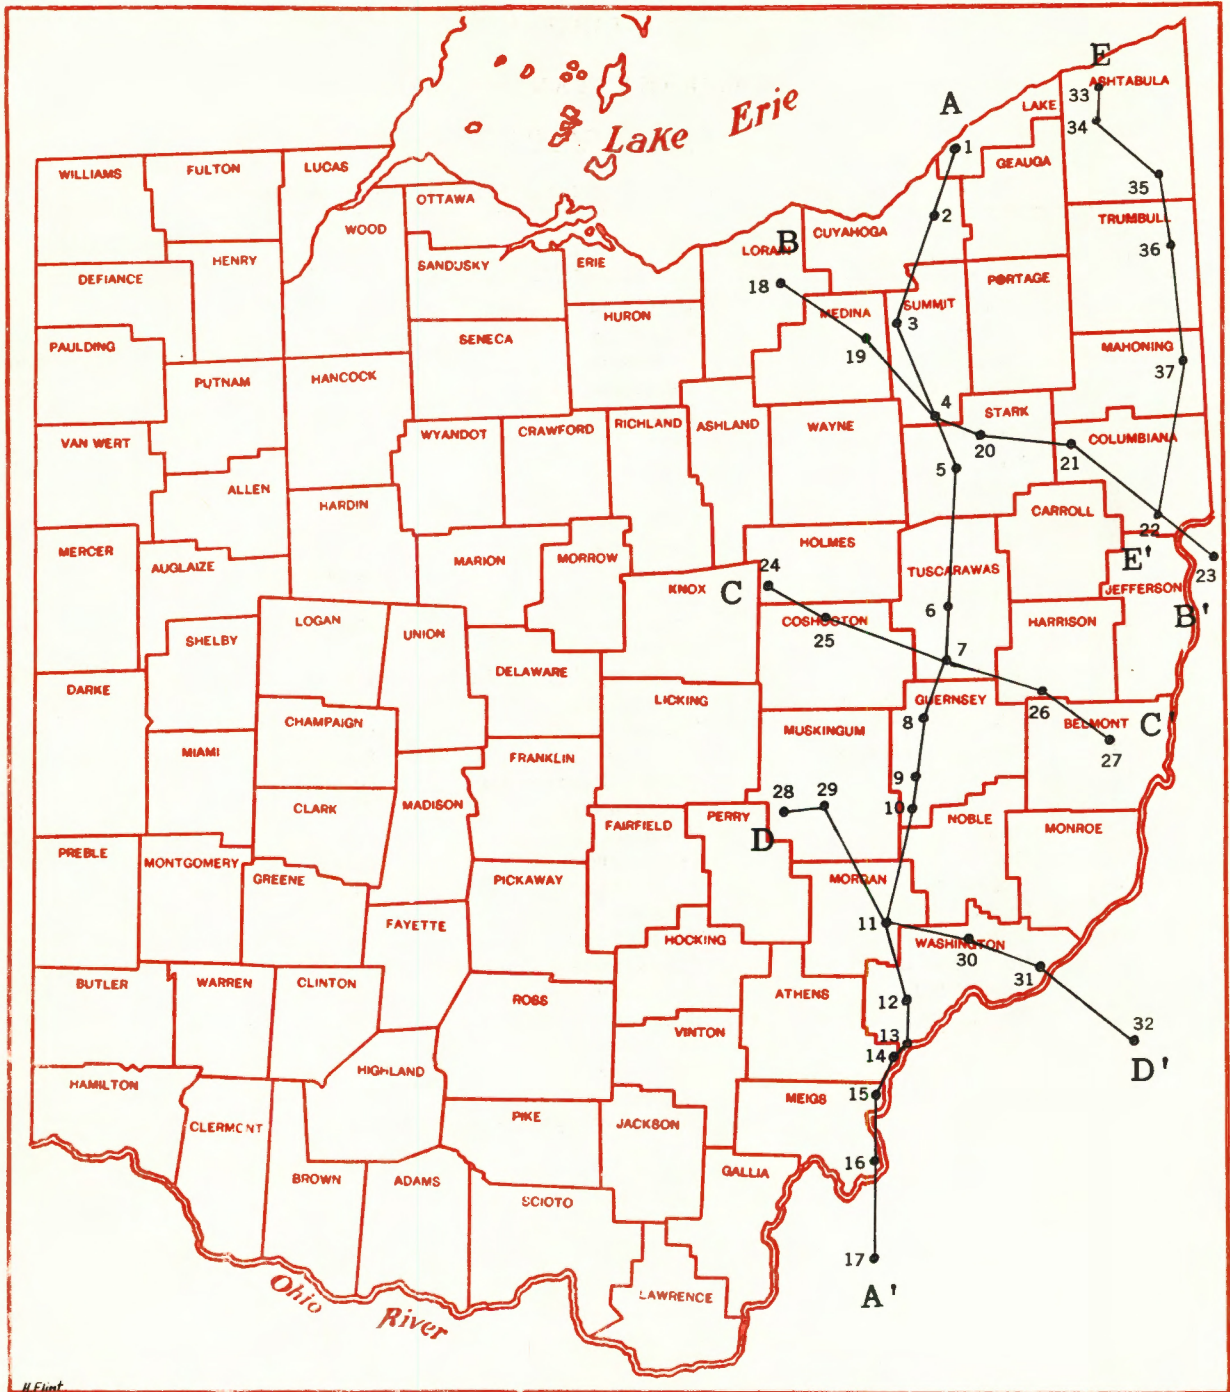 E
ASHTABULA
33
A
LAKE
34
Lake Erie
1
GEAUGA
WILLIAMS
FULTON
LUCAS
35
OTTAWA
2
TRUMBULL
WOOD
CUYAHOGA
B
LORAIN
36
HENRY
SANDUSKY
ERIE
DEFIANCE
18
PORTAGE
SUMMIT
MEDINA
HURON
3
SENECA
PAULDING
19
MAHONING
37
PUTNAM
HANCOCK
4
STARK
WYANDOT
CRAWFORD
RICHLAND
ASHLAND
WAYNE
VAN WERT
20
21
COLUMBIANA
5
ALLEN
HARDIN
CARROLL
22
MERCER
HOLMES
MARION
MORROW
E'
23
AUGLAIZE
24
TUSCARAWAS
C
KNOX
JEFFERSON
6
B'
LOGAN
COSHOCTON
HARRISON
UNION
25
SHELBY
7
DELAWARE
DARKE
LICKING
GUERNSEY
26
CHAMPAIGN
8
BELMONT
C'
MUSKINGUM
MIAMI
FRANKLIN
27
9
28
29
CLARK
MADISON
10
PERRY
NOBLE
FAIRFIELD
MONROE
D
PREBLE
MONTGOMERY
GREENE
PICKAWAY
MORGAN
FAYETTE
11
HOCKING
WASHINGTON
30
31
BUTLER
WARREN
CLINTON
ATHENS
ROSS
12
32
VINTON
13
14
D'
HIGHLAND
HAMILTON
15
MEIGS
PIKE
JACKSON
CLERMONT
16
GALLIA
BROWN
ADAMS
SCIOTO
17
Ohio River
LAWRENCE
A'
H.Flint